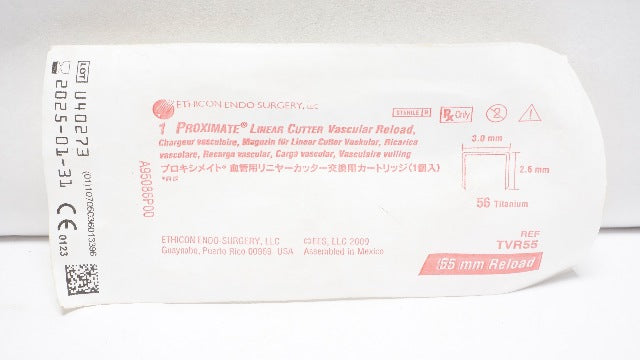 LOT U40273
2025-01-31
CE 0123
ETHICON ENDO-SURGERY, LLC
STERILE R
Rx Only
2
1 PROXIMATE® LINEAR CUTTER Vascular Reload,
Chargeur vasculaire, Magazin für Linear Cutter Vaskular, Ricarica
vascolare, Recarga vascular, Carga vascular, Vasculaire vulling
プロキシメイト® 血管用リニヤーカッター交換用カートリッジ(1個入)
A95086P00
3.0 mm
2.5 mm
56 Titanium
ETHICON ENDO-SURGERY, LLC
Guaynabo, Puerto Rico 00969 USA
©EES, LLC 2009
Assembled in Mexico
REF
TVR55
55 mm Reload